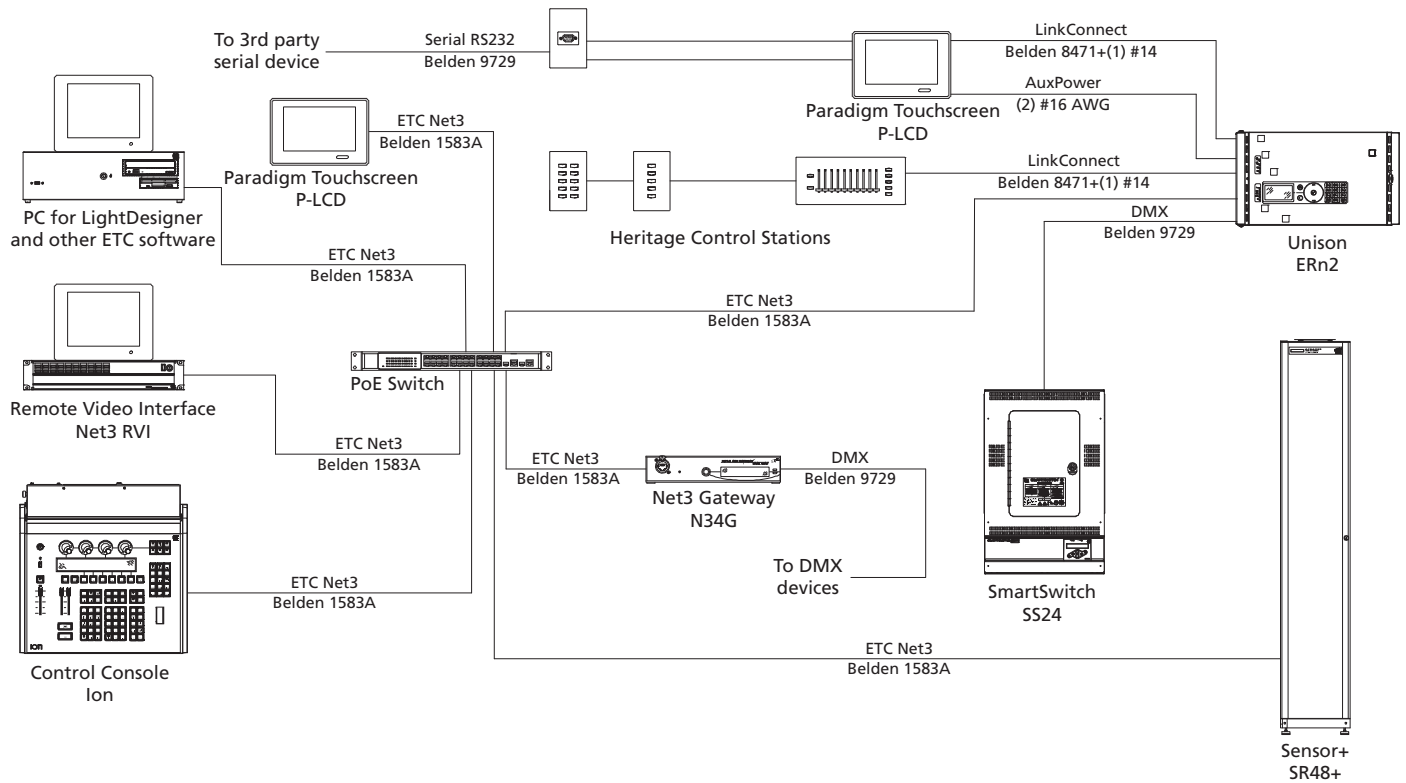 To 3rd party
serial device
Serial RS232
Belden 9729
LinkConnect
Belden 8471+(1) #14
AuxPower
(2) #16 AWG
Paradigm Touchscreen
P-LCD
ETC Net3
Belden 1583A
Paradigm Touchscreen
P-LCD
LinkConnect
Belden 8471+(1) #14
Heritage Control Stations
DMX
Belden 9729
Unison
ERn2
PC for LightDesigner
and other ETC software
ETC Net3
Belden 1583A
ETC Net3
Belden 1583A
PoE Switch
Remote Video Interface
Net3 RVI
ETC Net3
Belden 1583A
ETC Net3
Belden 1583A
DMX
Belden 9729
Net3 Gateway
N34G
To DMX
devices
SmartSwitch
SS24
ion
Control Console
Ion
ETC Net3
Belden 1583A
ETC Net3
Belden 1583A
Sensor+
SR48+